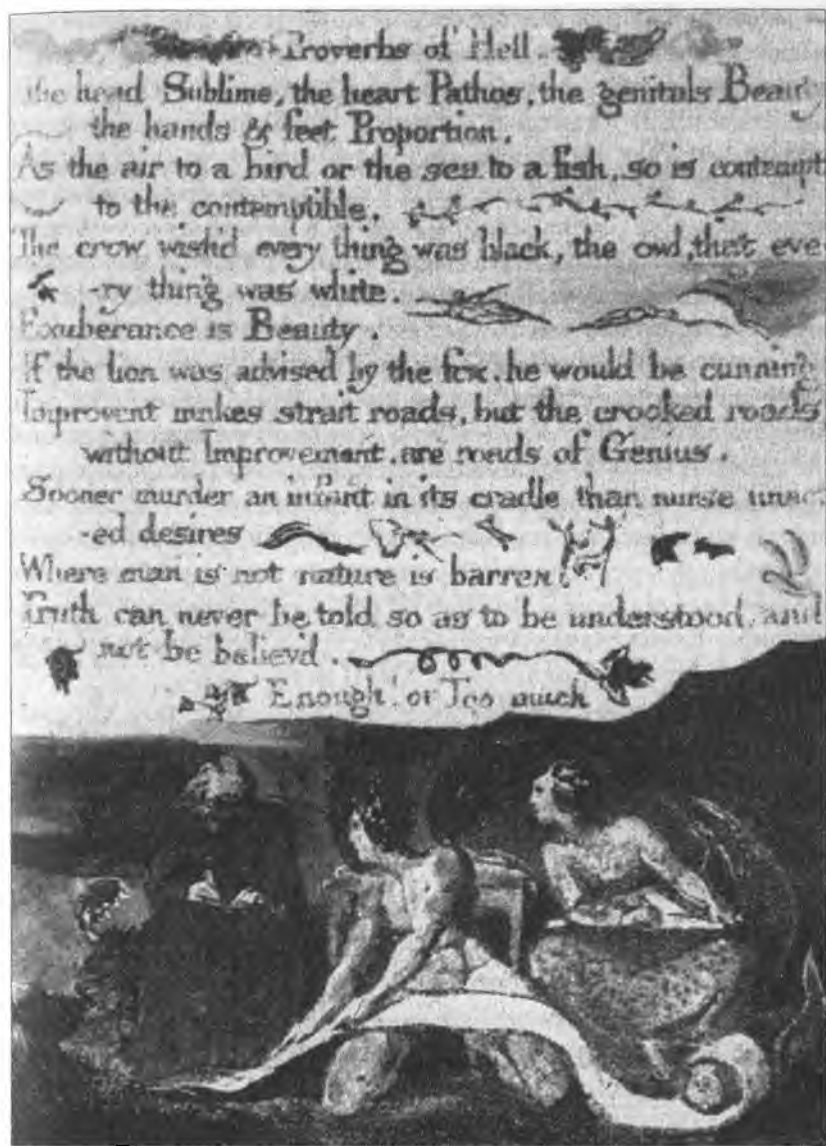 Proverbs of Hell.
The head Sublime, the heart Pathos, the genitals Beauty
the hands & feet Proportion.
As the air to a bird or the sea to a fish, so is contempt
to the contemptible.
The crow wish'd every thing was black, the owl, that eve-
-ry thing was white.
Exuberance is Beauty.
If the lion was advised by the fox. he would be cunning
Improvent makes strait roads, but the crooked roads
without Improvement, are roads of Genius.
Sooner murder an infant in its cradle than nurse unact-
-ed desires
Where man is not nature is barren.
Truth can never be told so as to be understood, and
not be believ'd.
Enough! or Too much